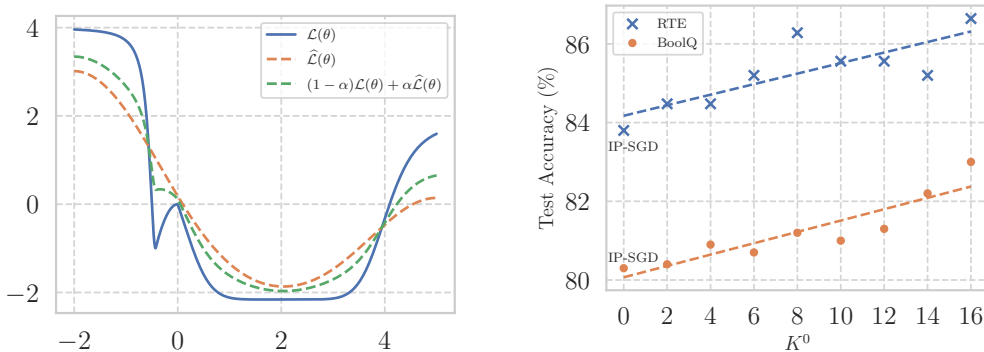 4
2
0
−2
−2
0
2
4
𝓛(θ)
𝓛̂(θ)
(1 − α)𝓛(θ) + α𝓛̂(θ)
Test Accuracy (%)
86
84
82
80
RTE
BoolQ
IP-SGD
IP-SGD
0 2 4 6 8 10 12 14 16
K⁰